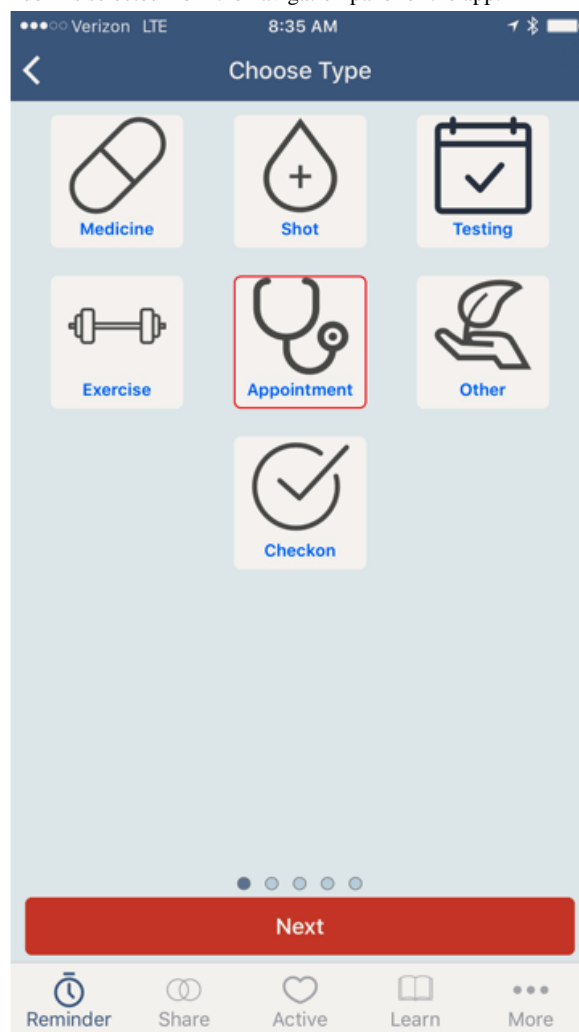 Verizon LTE 8:35 AM
Choose Type
Medicine Shot Testing
Exercise Appointment Other
Checkon
Next
Reminder Share Active Learn More